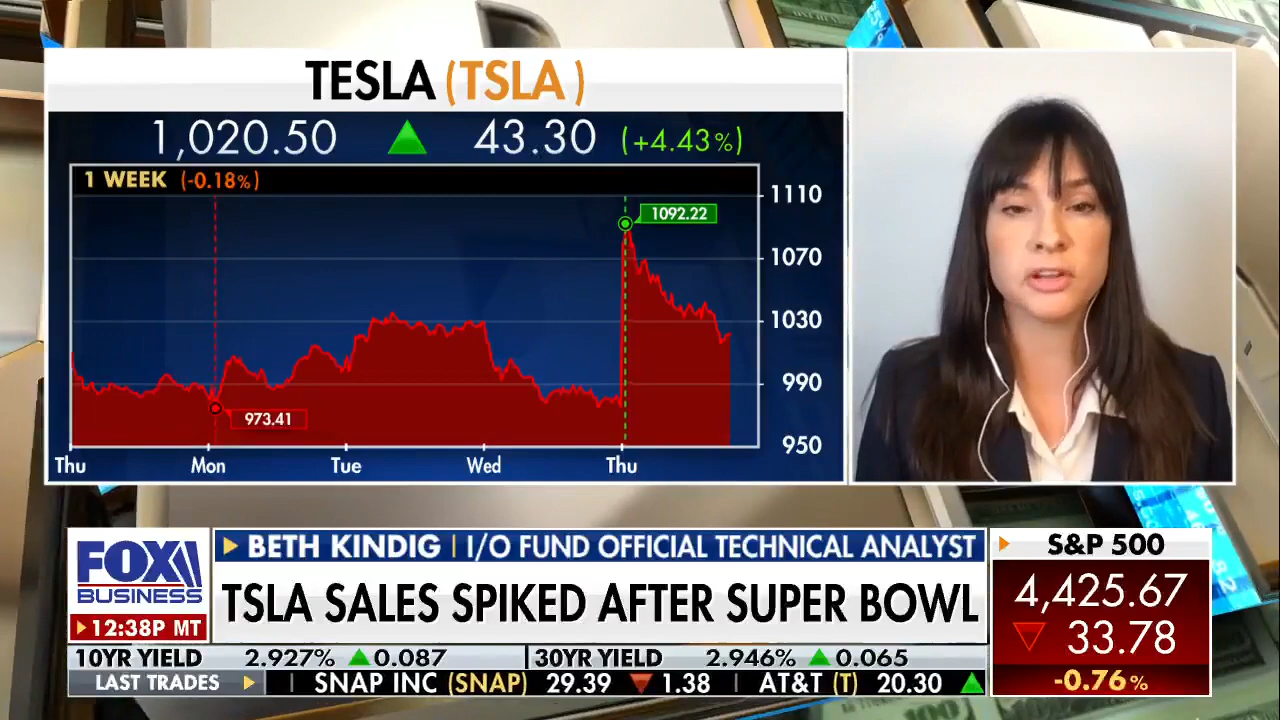 TESLA (TSLA )
1,020.50 ▲ 43.30 (+4.43%)
1 WEEK (-0.18%)
1110
1070
1030
990
950
1092.22
973.41
Thu Mon Tue Wed Thu
FOX
BUSINESS
12:38P MT
BETH KINDIG | I/O FUND OFFICIAL TECHNICAL ANALYST
TSLA SALES SPIKED AFTER SUPER BOWL
S&P 500
4,425.67
▽ 33.78
-0.76%
10YR YIELD 2.927% ▲ 0.087 | 30YR YIELD 2.946% ▲ 0.065
LAST TRADES | SNAP INC (SNAP) 29.39 ▼ 1.38 | AT&T (T) 20.30 ▲